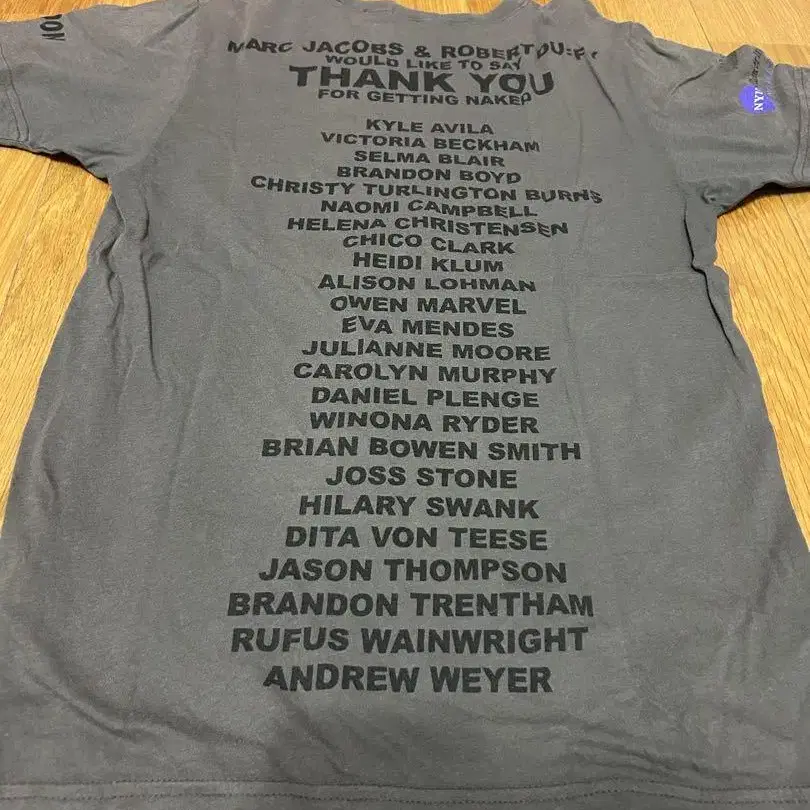 MARC JACOBS & ROBERT DUFFY
WOULD LIKE TO SAY
THANK YOU
FOR GETTING NAKED
KYLE AVILA
VICTORIA BECKHAM
SELMA BLAIR
BRANDON BOYD
CHRISTY TURLINGTON BURNS
NAOMI CAMPBELL
HELENA CHRISTENSEN
CHICO CLARK
HEIDI KLUM
ALISON LOHMAN
OWEN MARVEL
EVA MENDES
JULIANNE MOORE
CAROLYN MURPHY
DANIEL PLENGE
WINONA RYDER
BRIAN BOWEN SMITH
JOSS STONE
HILARY SWANK
DITA VON TEESE
JASON THOMPSON
BRANDON TRENTHAM
RUFUS WAINWRIGHT
ANDREW WEYER